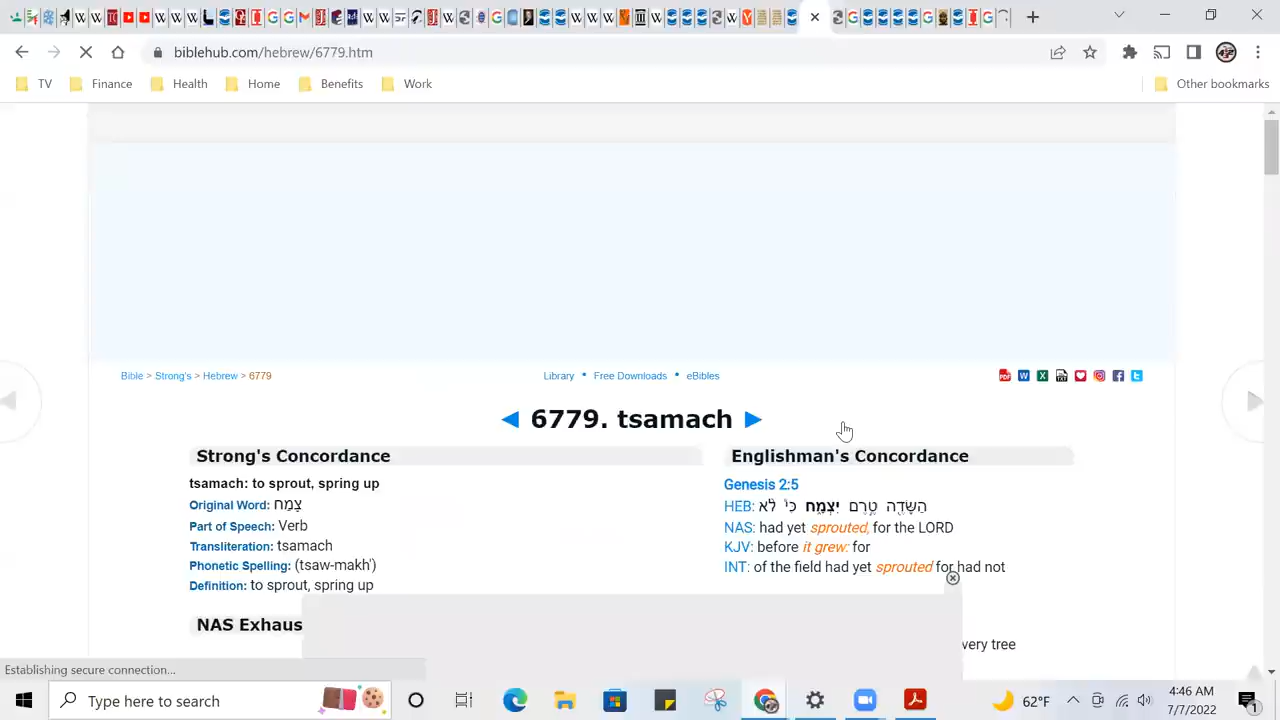 biblehub.com/hebrew/6779.htm
TV Finance Health Home Benefits Work Other bookmarks
Bible > Strong's > Hebrew > 6779
Library • Free Downloads • eBibles
◄ 6779. tsamach ►
Strong's Concordance
tsamach: to sprout, spring up
Original Word: צָמַח
Part of Speech: Verb
Transliteration: tsamach
Phonetic Spelling: (tsaw-makh')
Definition: to sprout, spring up
NAS Exhaus
Englishman's Concordance
Genesis 2:5
HEB: הַשָּׂדֶ֖ה טֶ֣רֶם יִצְמָ֑ח כִּי֩ לֹ֨א
NAS: had yet sprouted, for the LORD
KJV: before it grew: for
INT: of the field had yet sprouted for had not
very tree
Establishing secure connection...
Type here to search
62°F
4:46 AM
7/7/2022
1